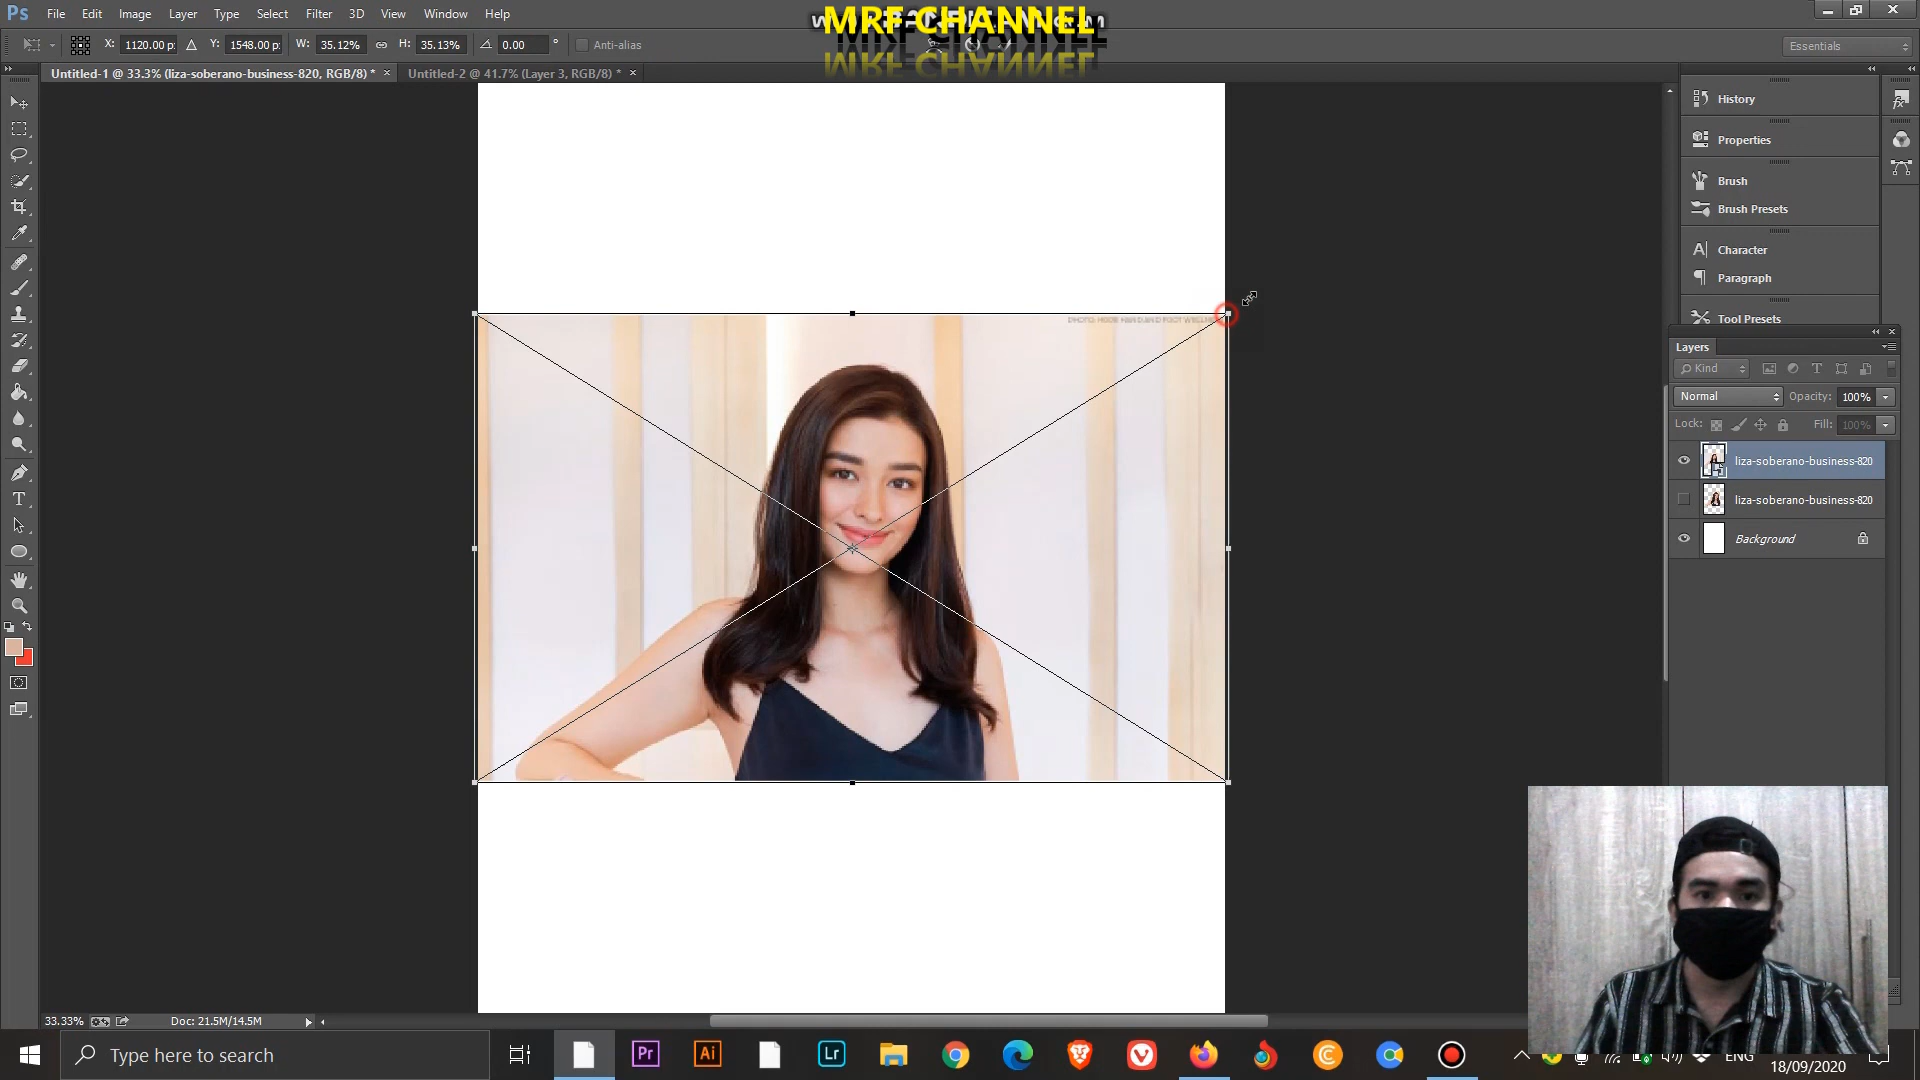 Ps File Edit Image Layer Type Select Filter 3D View Window Help
MRF CHANNEL
X: 1120.00 p: Y: 1548.00 p: W: 35.12% H: 35.13% 0.00 ° Anti-alias
Essentials
Untitled-1 @ 33.3% (liza-soberano-business-820, RGB/8) * × Untitled-2 @ 41.7% (Layer 3, RGB/8) * ×
History
Properties
Brush
Brush Presets
Character
Paragraph
Tool Presets
Layers
Kind
Normal Opacity: 100%
Lock: Fill: 100%
liza-soberano-business-820
liza-soberano-business-820
Background
33.33% Doc: 21.5M/14.5M
Type here to search
Pr Ai Lr
ENG
18/09/2020